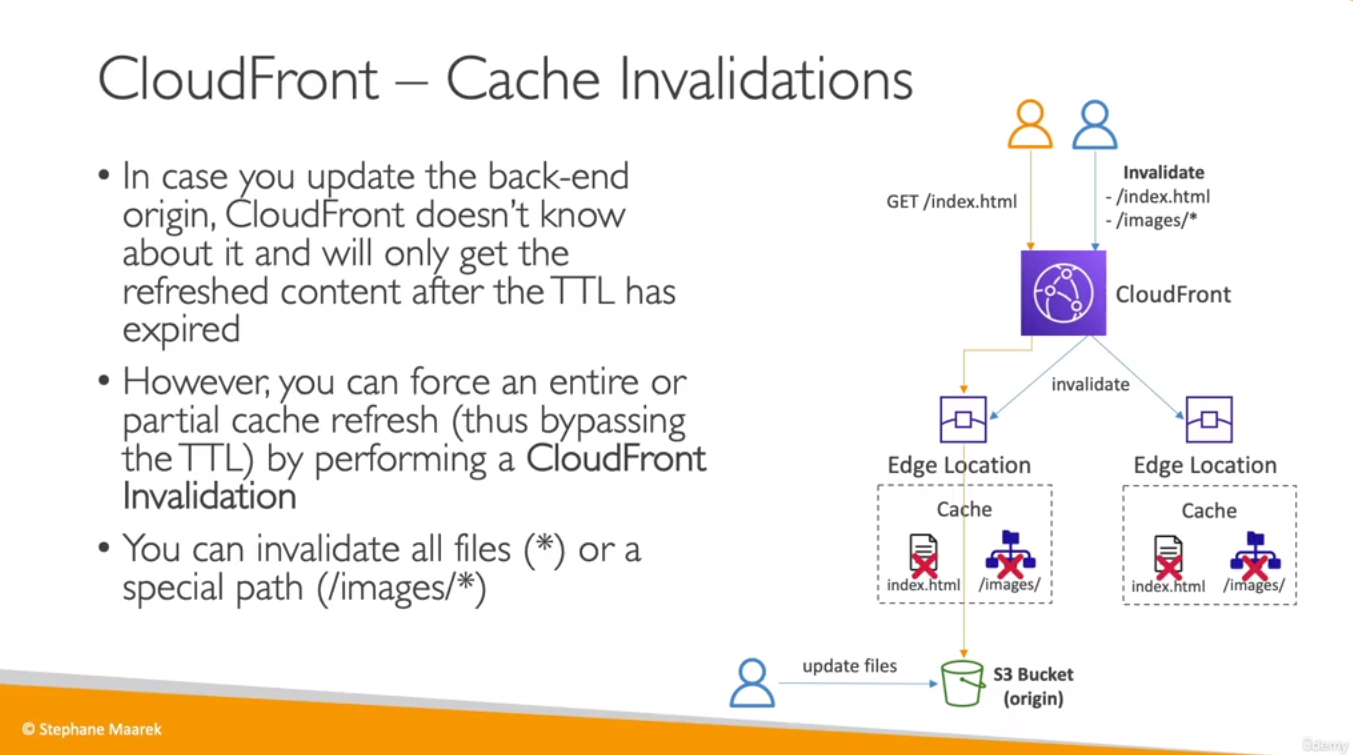 CloudFront – Cache Invalidations
• In case you update the back-end
origin, CloudFront doesn't know
about it and will only get the
refreshed content after the TTL has
expired
• However, you can force an entire or
partial cache refresh (thus bypassing
the TTL) by performing a CloudFront
Invalidation
• You can invalidate all files (*) or a
special path (/images/*)
GET /index.html
Invalidate
- /index.html
- /images/*
CloudFront
invalidate
Edge Location
Cache
index.html
/images/
Edge Location
Cache
index.html
/images/
update files
S3 Bucket
(origin)
© Stephane Maarek
ûdemy